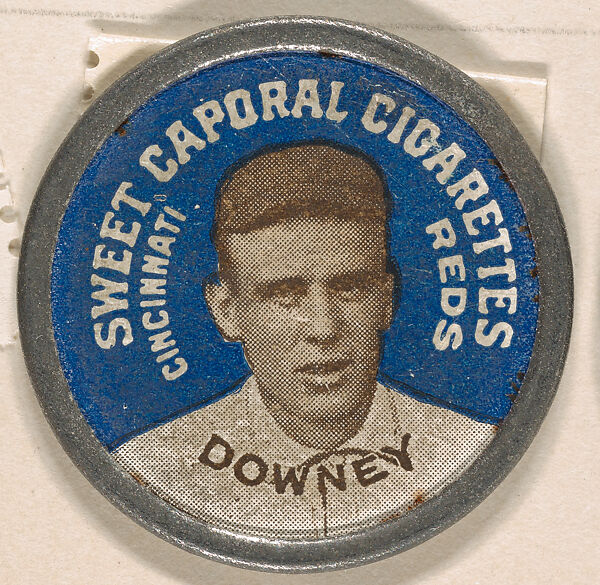 SWEET CAPORAL CIGARETTES
CINCINNATI
REDS
DOWNEY